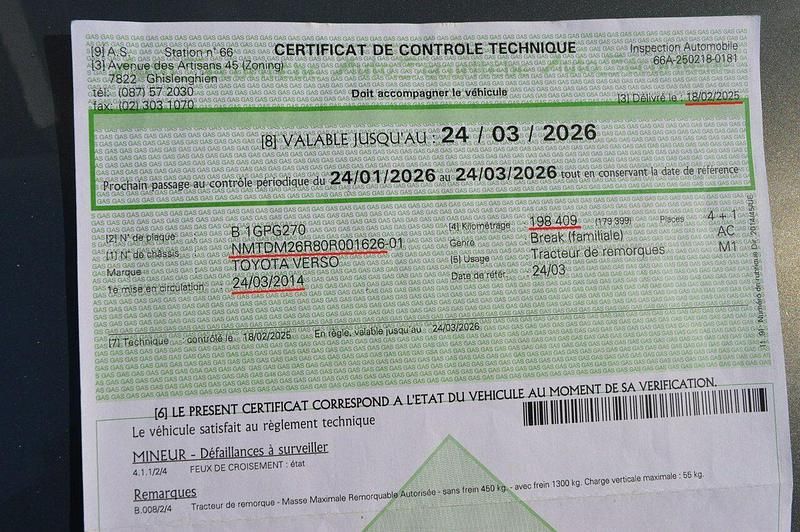 [9] A.S. Station n° 66
CERTIFICAT DE CONTROLE TECHNIQUE
Inspection Automobile
[3] Avenue des Artisans 45 (Zoning)
66A-250218-0181
7822 Ghislenghien
tél: (087) 57 2030
Doit accompagner le véhicule
fax: (02) 303 1070
[3] Délivré le : 18/02/2025
[8] VALABLE JUSQU'AU : 24 / 03 / 2026
Prochain passage au contrôle périodique du 24/01/2026 au 24/03/2026 tout en conservant la date de référence
[2] N° de plaque B 1GPG270
[4] Kilométrage 198 409 (179.399) Places 4 + 1
[1] N° de châssis NMTDM26R80R001626-01
Genre Break (familiale) AC
Marque TOYOTA VERSO
[5] Usage Tracteur de remorques M1
1e mise en circulation : 24/03/2014
Date de référ. 24/03
[7] Technique : contrôlé le 18/02/2025 En règle, valable jusqu'au 24/03/2026
[6] LE PRESENT CERTIFICAT CORRESPOND A L'ETAT DU VEHICULE AU MOMENT DE SA VERIFICATION.
Le véhicule satisfait au règlement technique
MINEUR - Défaillances à surveiller
4.1.1/2/4 FEUX DE CROISEMENT : état
Remarques
B.008/2/4 Tracteur de remorque - Masse Maximale Remorquable Autorisée - sans frein 450 kg. - avec frein 1300 kg. Charge verticale maximale : 55 kg.